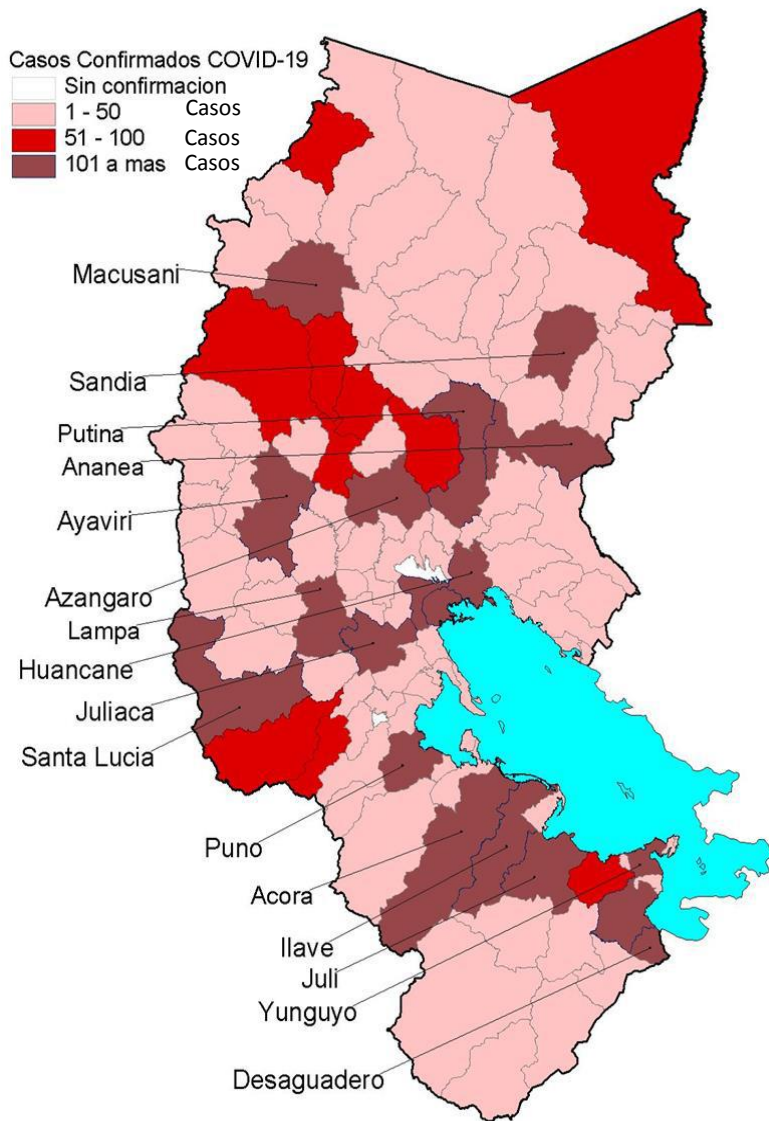 Casos Confirmados COVID-19
Sin confirmacion
1 - 50 Casos
51 - 100 Casos
101 a mas Casos
Macusani
Sandia
Putina
Ananea
Ayaviri
Azangaro
Lampa
Huancane
Juliaca
Santa Lucia
Puno
Acora
Ilave
Juli
Yunguyo
Desaguadero